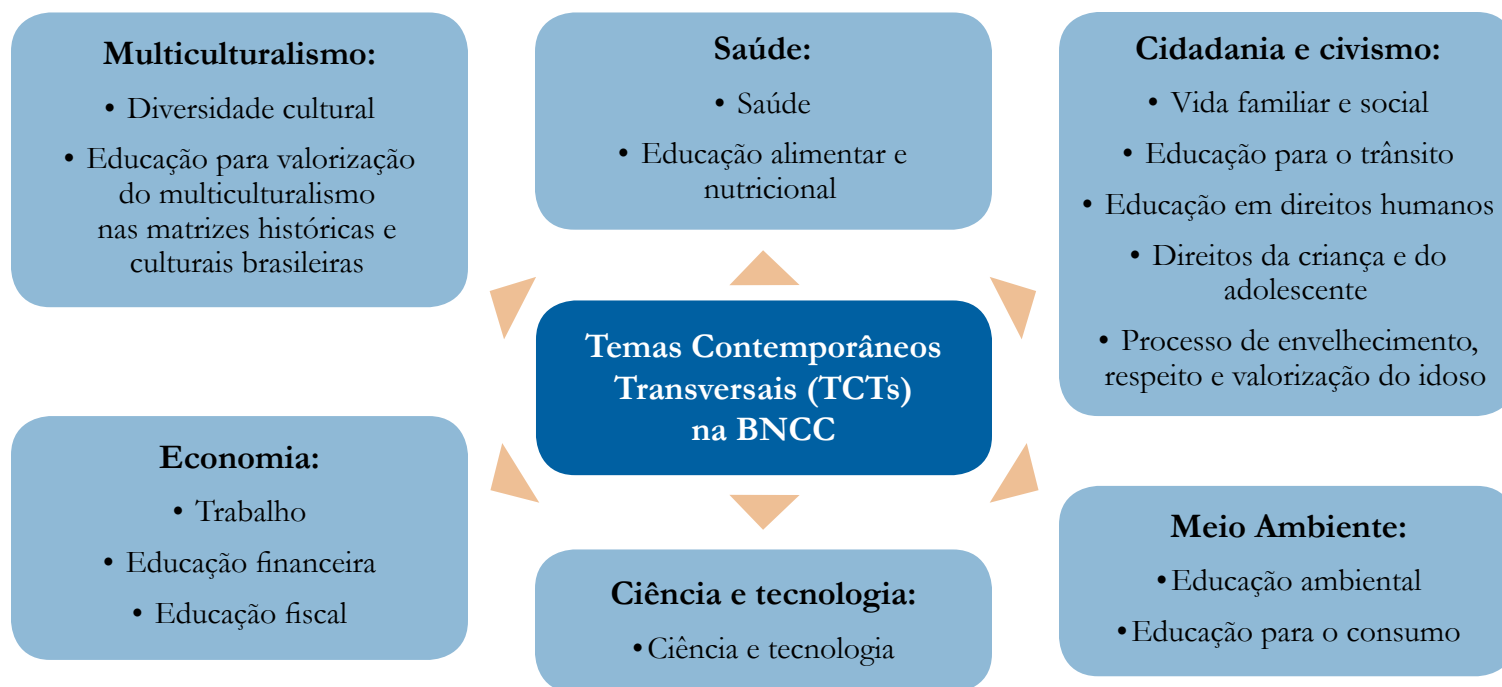 Multiculturalismo:
• Diversidade cultural
• Educação para valorização
do multiculturalismo
nas matrizes históricas e
culturais brasileiras
Saúde:
• Saúde
• Educação alimentar e
nutricional
Cidadania e civismo:
• Vida familiar e social
• Educação para o trânsito
• Educação em direitos humanos
• Direitos da criança e do
adolescente
• Processo de envelhecimento,
respeito e valorização do idoso
Temas Contemporâneos
Transversais (TCTs)
na BNCC
Economia:
• Trabalho
• Educação financeira
• Educação fiscal
Ciência e tecnologia:
•Ciência e tecnologia
Meio Ambiente:
•Educação ambiental
•Educação para o consumo